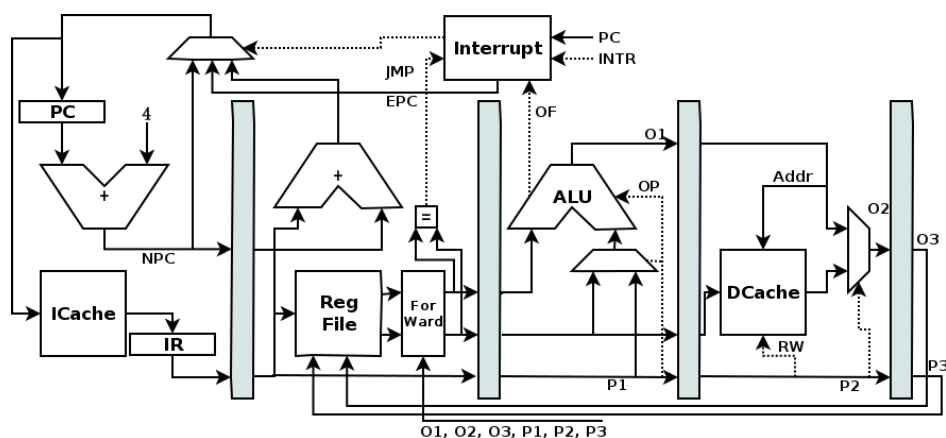 Interrupt
PC
INTR
JMP
EPC
OF
O1
PC
4
+
+
=
ALU
OP
Addr
O2
O3
NPC
ICache
IR
Reg
File
For
Ward
DCache
RW
P1
P2
P3
O1, O2, O3, P1, P2, P3